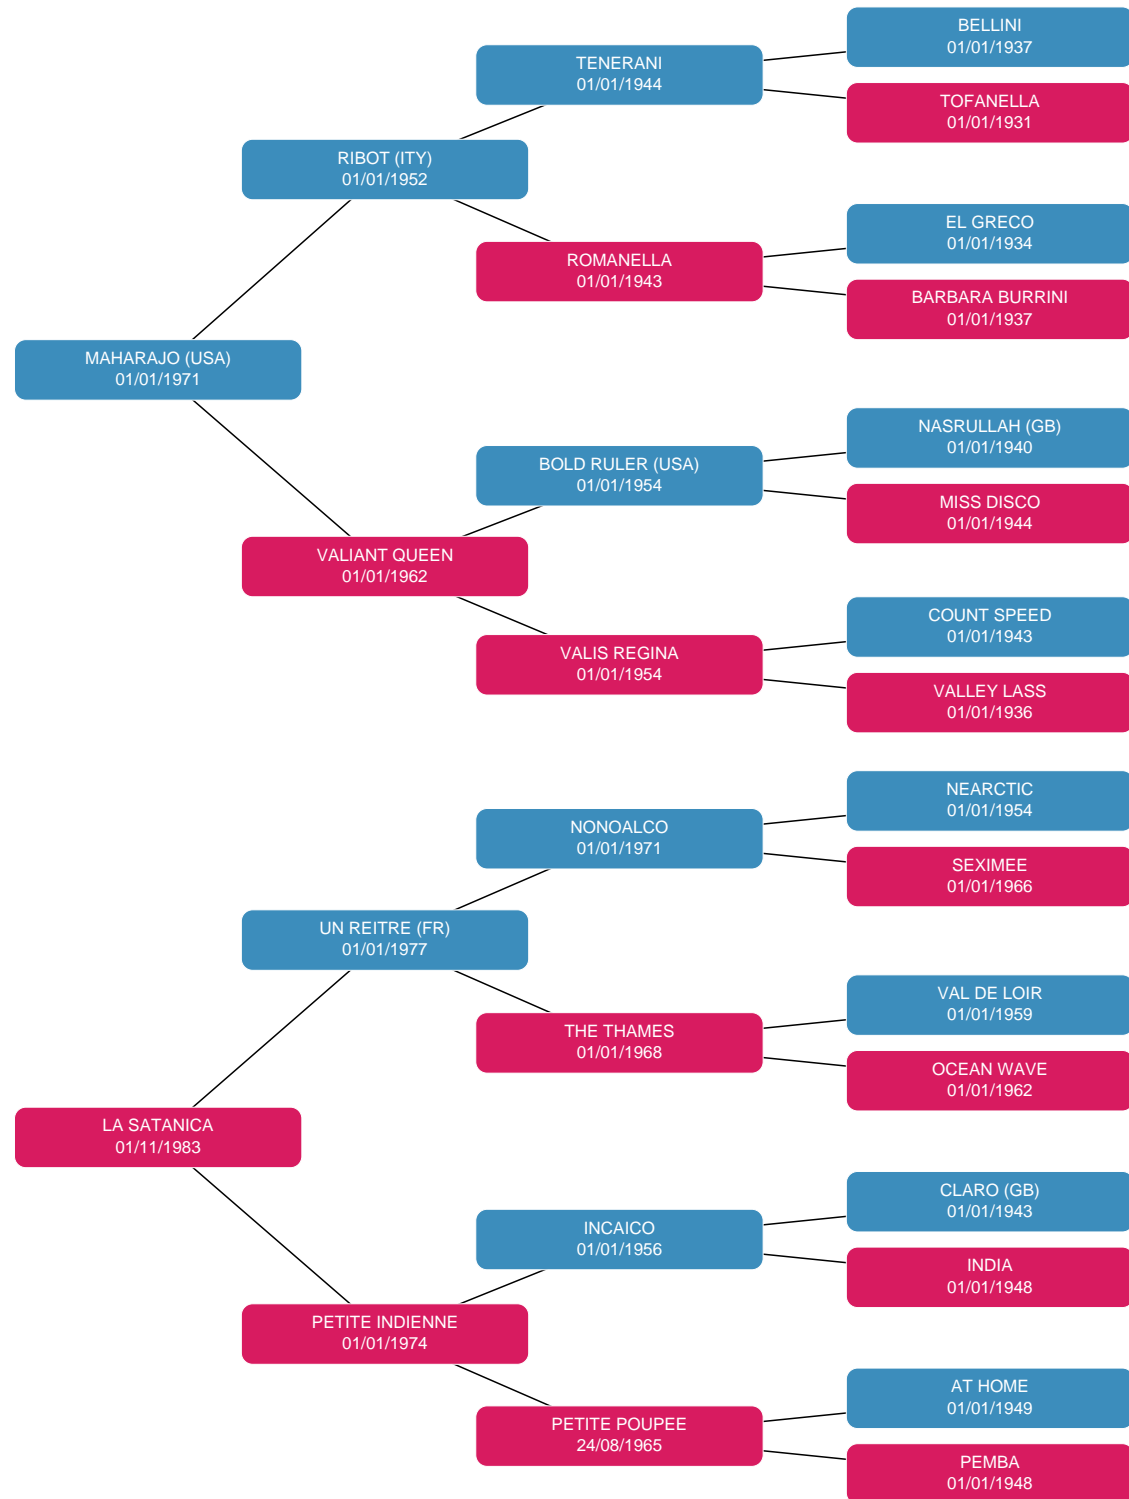 BELLINI
01/01/1937
TENERANI
01/01/1944
TOFANELLA
01/01/1931
RIBOT (ITY)
01/01/1952
EL GRECO
01/01/1934
ROMANELLA
01/01/1943
BARBARA BURRINI
01/01/1937
MAHARAJO (USA)
01/01/1971
NASRULLAH (GB)
01/01/1940
BOLD RULER (USA)
01/01/1954
MISS DISCO
01/01/1944
VALIANT QUEEN
01/01/1962
COUNT SPEED
01/01/1943
VALIS REGINA
01/01/1954
VALLEY LASS
01/01/1936
NEARCTIC
01/01/1954
NONOALCO
01/01/1971
SEXIMEE
01/01/1966
UN REITRE (FR)
01/01/1977
VAL DE LOIR
01/01/1959
THE THAMES
01/01/1968
OCEAN WAVE
01/01/1962
LA SATANICA
01/11/1983
CLARO (GB)
01/01/1943
INCAICO
01/01/1956
INDIA
01/01/1948
PETITE INDIENNE
01/01/1974
AT HOME
01/01/1949
PETITE POUPEE
24/08/1965
PEMBA
01/01/1948